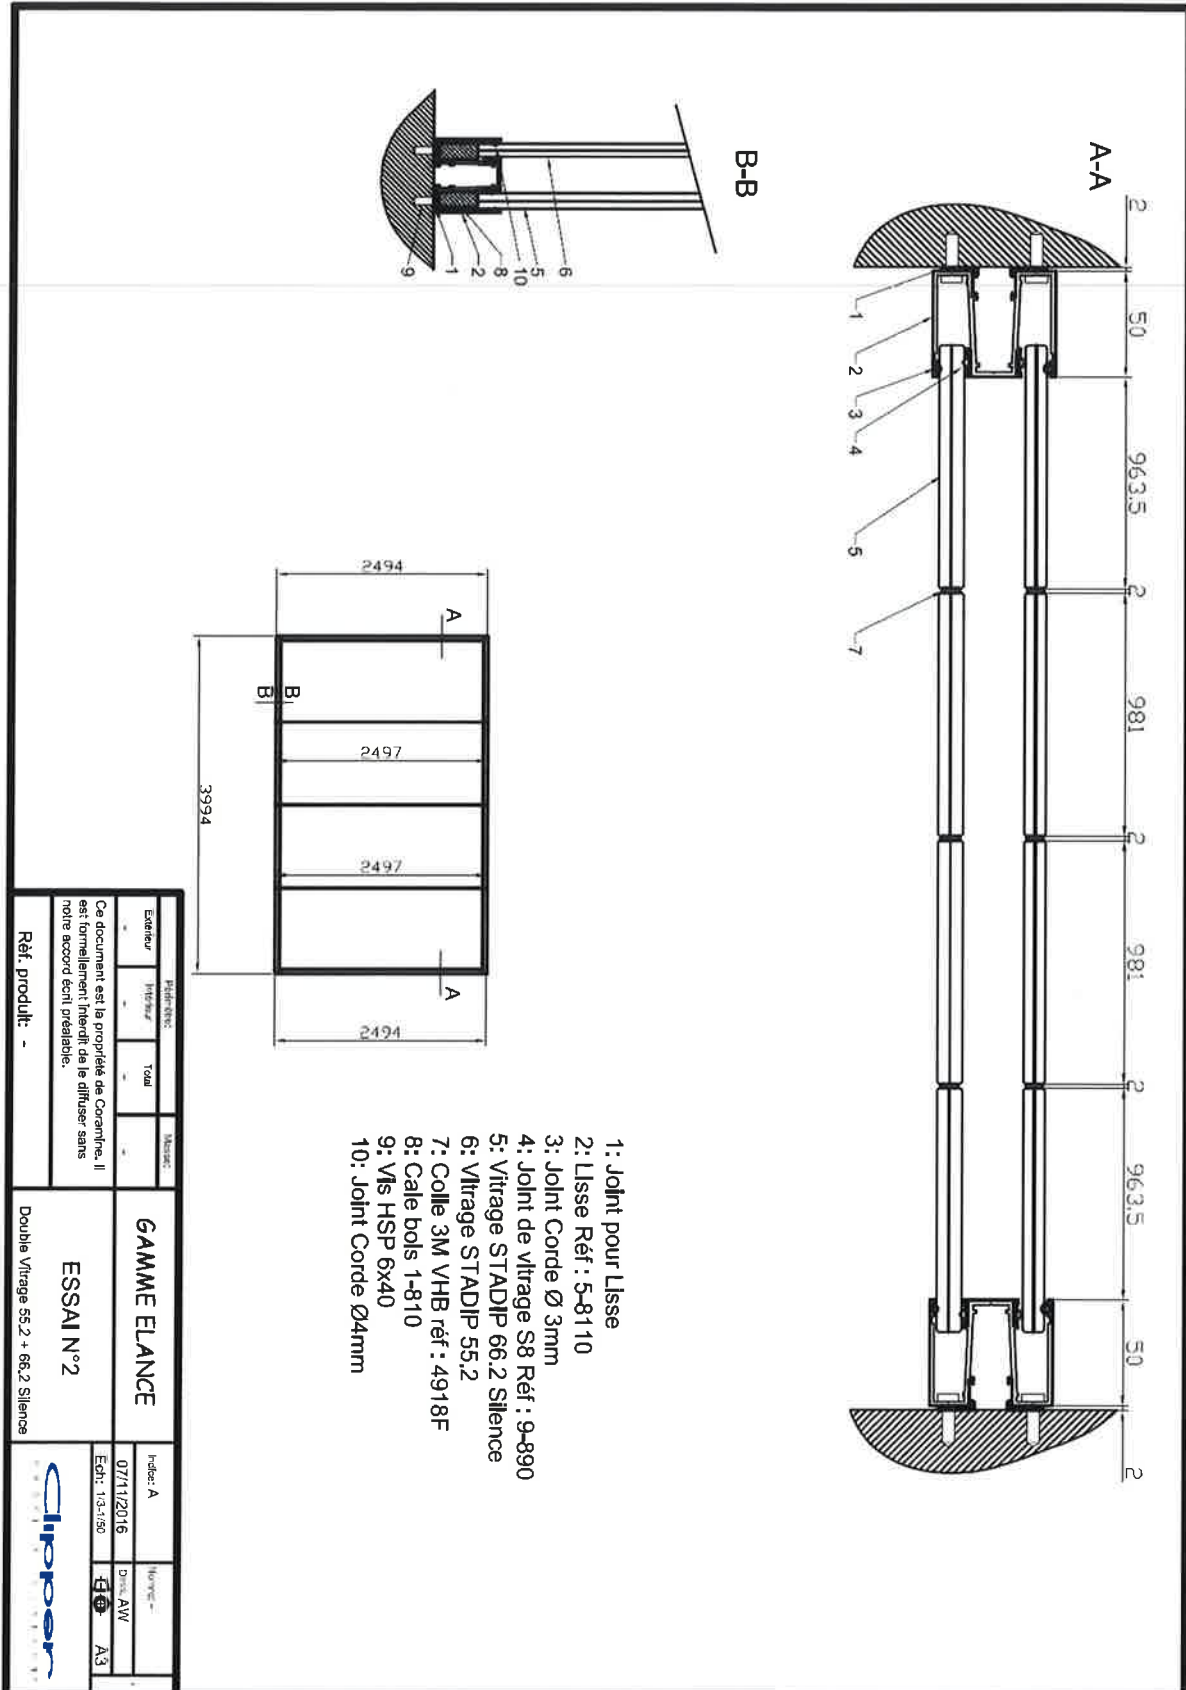 A-A
2
50
963.5
2
981
2
981
2
963.5
50
2
1
2
3
4
5
7
B-B
6
5
10
8
2
1
9
2494
A
A
B
B
2497
2497
3994
2494
1: Joint pour Lisse
2: Lisse Réf : 5-8110
3: Joint Corde Ø 3mm
4: Joint de vitrage S8 Réf : 9-890
5: Vitrage STADIP 66.2 Silence
6: Vitrage STADIP 55.2
7: Colle 3M VHB réf : 4918F
8: Cale bois 1-810
9: Vis HSP 6x40
10: Joint Corde Ø4mm
Périmètre:
Masse:
Extérieur
Intérieur
Total
-
-
-
-
Ce document est la propriété de Coramine. Il
est formellement interdit de le diffuser sans
notre accord écrit préalable.
Réf. produit: -
GAMME ELANCE
ESSAI N°2
Double Vitrage 55.2 + 66.2 Silence
Indice: A
07/11/2016
Dess. AW
Ech: 1/3-1/50
A3
Clipper